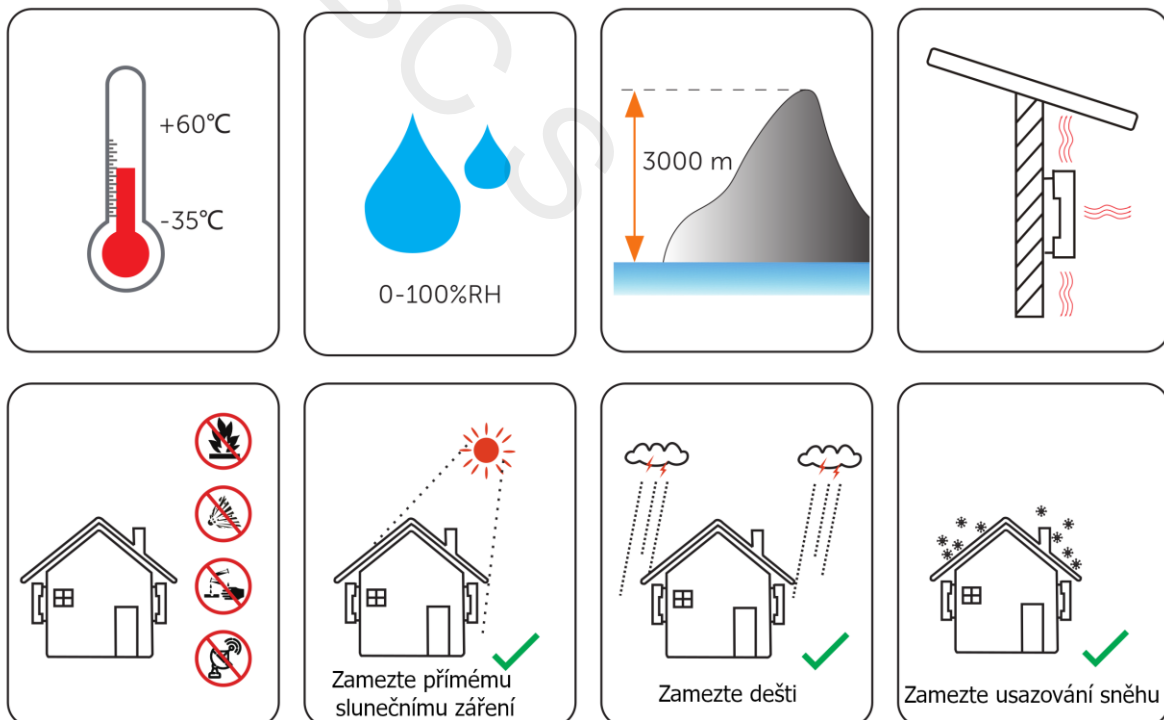 +60℃
-35℃
0-100%RH
3000 m
Zamezte přímému
slunečnímu záření
Zamezte dešti
Zamezte usazování sněhu